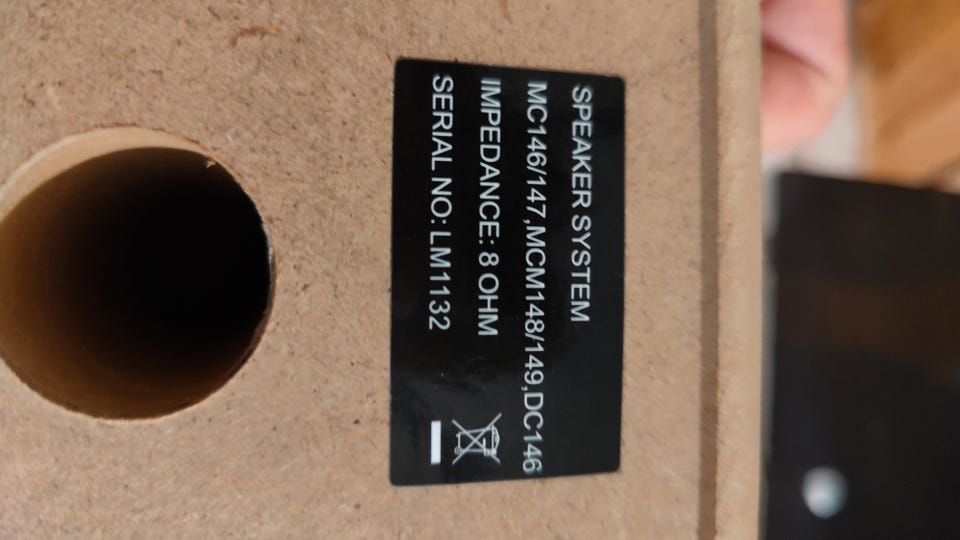 SPEAKER SYSTEM
MC146/147,MCM148/149,DC146
IMPEDANCE: 8 OHM
SERIAL NO: LM1132